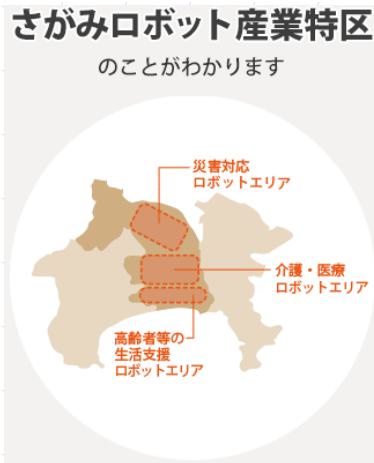 さがみロボット産業特区
のことがわかります
災害対応
ロボットエリア
介護・医療
ロボットエリア
高齢者等の
生活支援
ロボットエリア